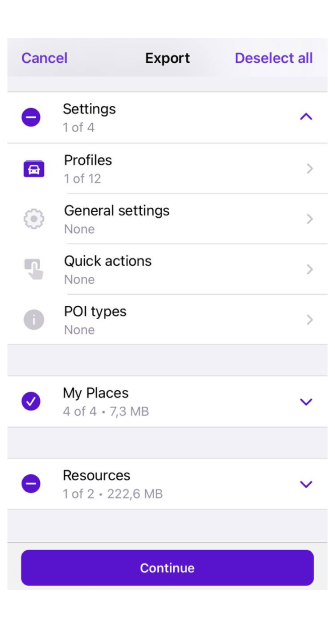 Cancel
Export
Deselect all
Settings
1 of 4
Profiles
1 of 12
General settings
None
Quick actions
None
POI types
None
My Places
4 of 4 • 7,3 MB
Resources
1 of 2 • 222,6 MB
Continue